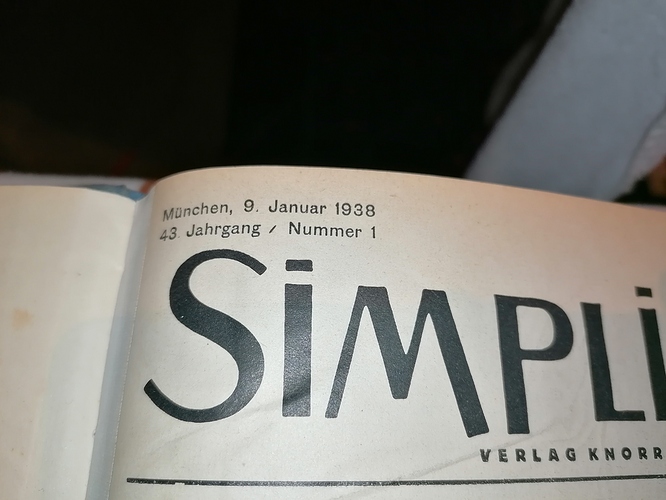 München, 9. Januar 1938
43. Jahrgang / Nummer 1
SiMPLi
VERLAG KNORR